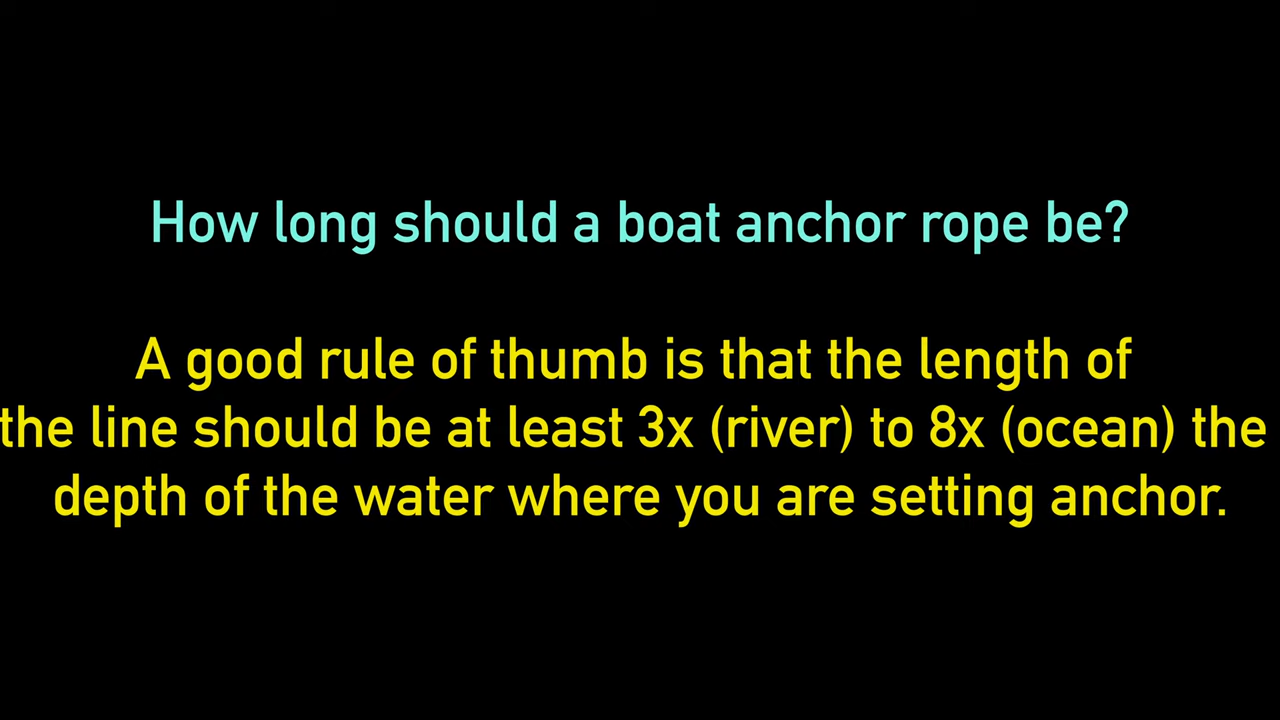 How long should a boat anchor rope be?
A good rule of thumb is that the length of
the line should be at least 3x (river) to 8x (ocean) the
depth of the water where you are setting anchor.